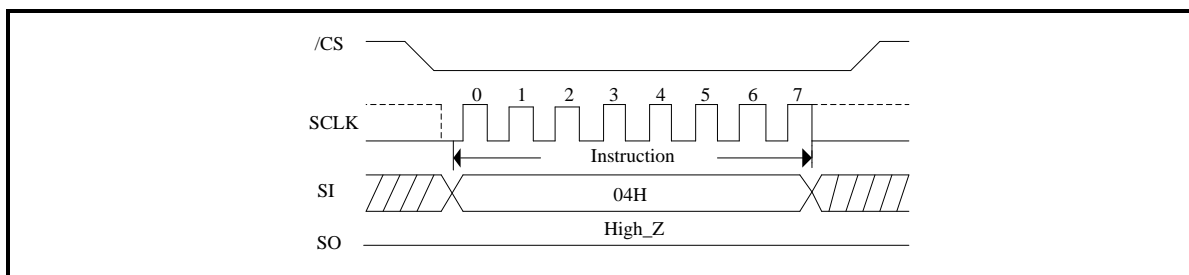 /CS
0 1 2 3 4 5 6 7
SCLK
Instruction
SI
04H
High_Z
SO